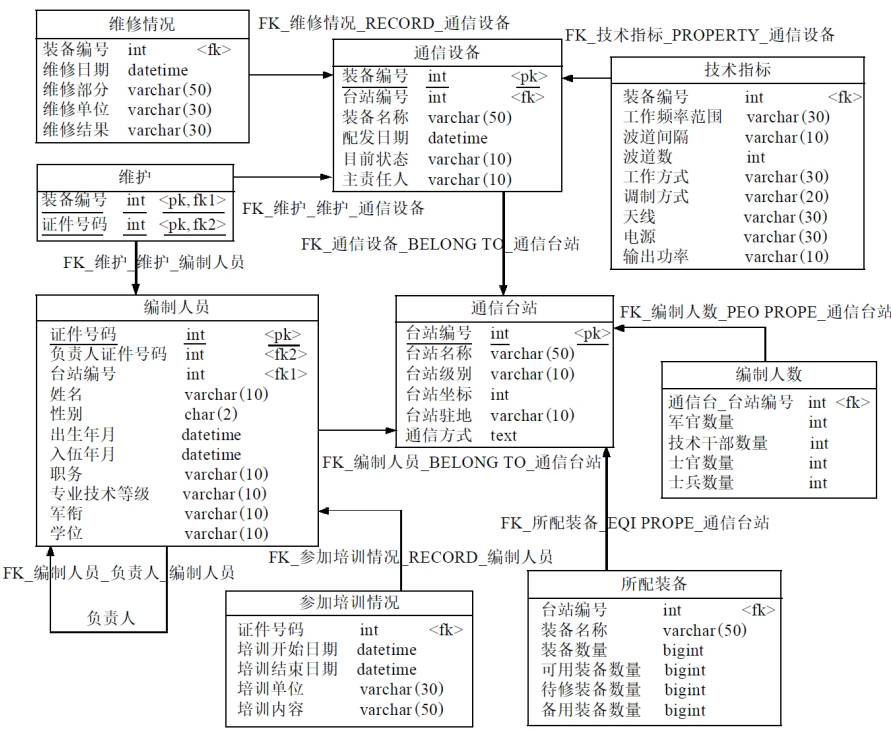 维修情况
装备编号 int <fk>
维修日期 datetime
维修部分 varchar(50)
维修单位 varchar(30)
维修结果 varchar(30)
FK_维修情况_RECORD_通信设备
通信设备
装备编号 int <pk>
台站编号 int <fk>
装备名称 varchar(50)
配发日期 datetime
目前状态 varchar(10)
主责任人 varchar(10)
FK_技术指标_PROPERTY_通信设备
技术指标
装备编号 int <fk>
工作频率范围 varchar(30)
波道间隔 varchar(10)
波道数 int
工作方式 varchar(30)
调制方式 varchar(20)
天线 varchar(30)
电源 varchar(30)
输出功率 varchar(10)
维护
装备编号 int <pk,fk1>
证件号码 int <pk,fk2>
FK_维护_维护_通信设备
FK_维护_维护_编制人员
FK_通信设备_BELONG TO_通信台站
编制人员
证件号码 int <pk>
负责人证件号码 int <fk2>
台站编号 int <fk1>
姓名 varchar(10)
性别 char(2)
出生年月 datetime
入伍年月 datetime
职务 varchar(10)
专业技术等级 varchar(10)
军衔 varchar(10)
学位 varchar(10)
通信台站
台站编号 int <pk>
台站名称 varchar(50)
台站级别 varchar(10)
台站坐标 int
台站驻地 varchar(10)
通信方式 text
FK_编制人数_PEO PROPE_通信台站
编制人数
通信台_台站编号 int <fk>
军官数量 int
技术干部数量 int
士官数量 int
士兵数量 int
FK_编制人员_BELONG TO_通信台站
FK_所配装备_EQI PROPE_通信台站
FK_参加培训情况_RECORD_编制人员
FK_编制人员_负责人_编制人员
负责人
参加培训情况
证件号码 int <fk>
培训开始日期 datetime
培训结束日期 datetime
培训单位 varchar(30)
培训内容 varchar(50)
所配装备
台站编号 int <fk>
装备名称 varchar(50)
装备数量 bigint
可用装备数量 bigint
待修装备数量 bigint
备用装备数量 bigint